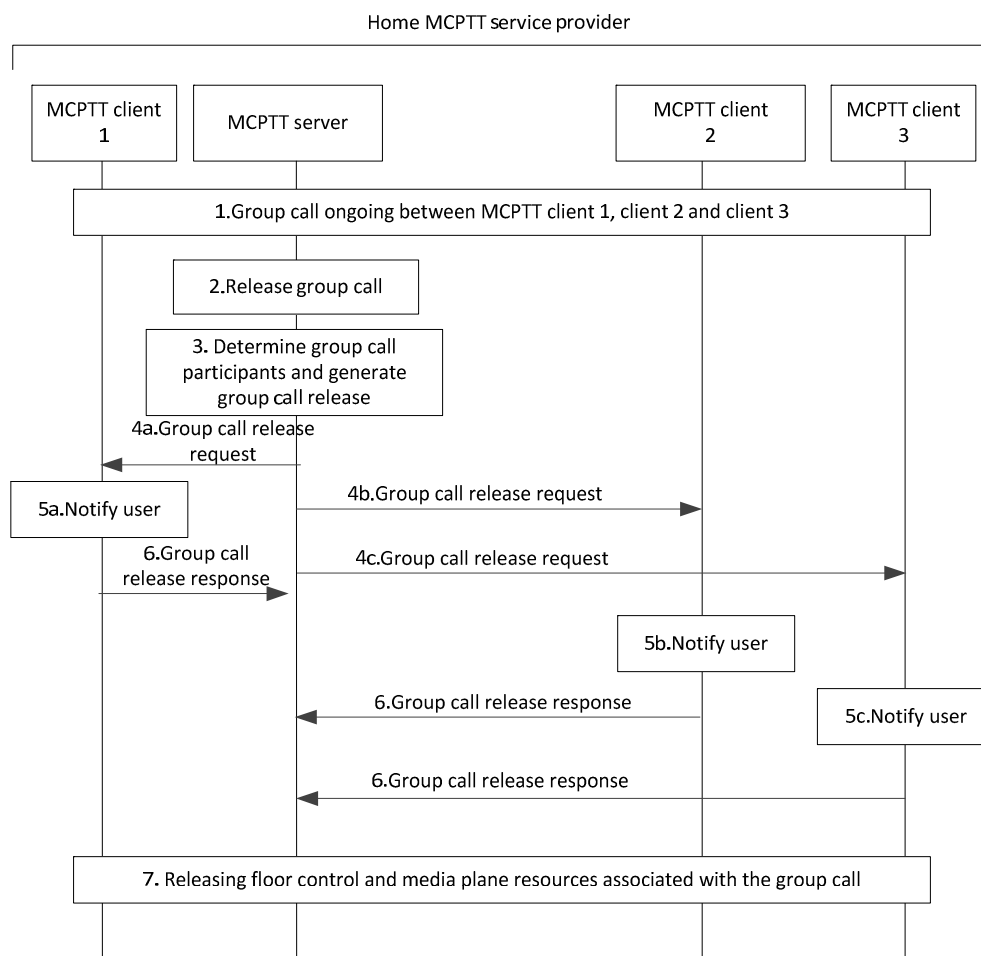 Home MCPTT service provider
MCPTT client
1
MCPTT server
MCPTT client
2
MCPTT client
3
1.Group call ongoing between MCPTT client 1, client 2 and client 3
2.Release group call
3. Determine group call
participants and generate
group call release
4a.Group call release
request
4b.Group call release request
5a.Notify user
6.Group call
release response
4c.Group call release request
5b.Notify user
6.Group call release response
5c.Notify user
6.Group call release response
7. Releasing floor control and media plane resources associated with the group call